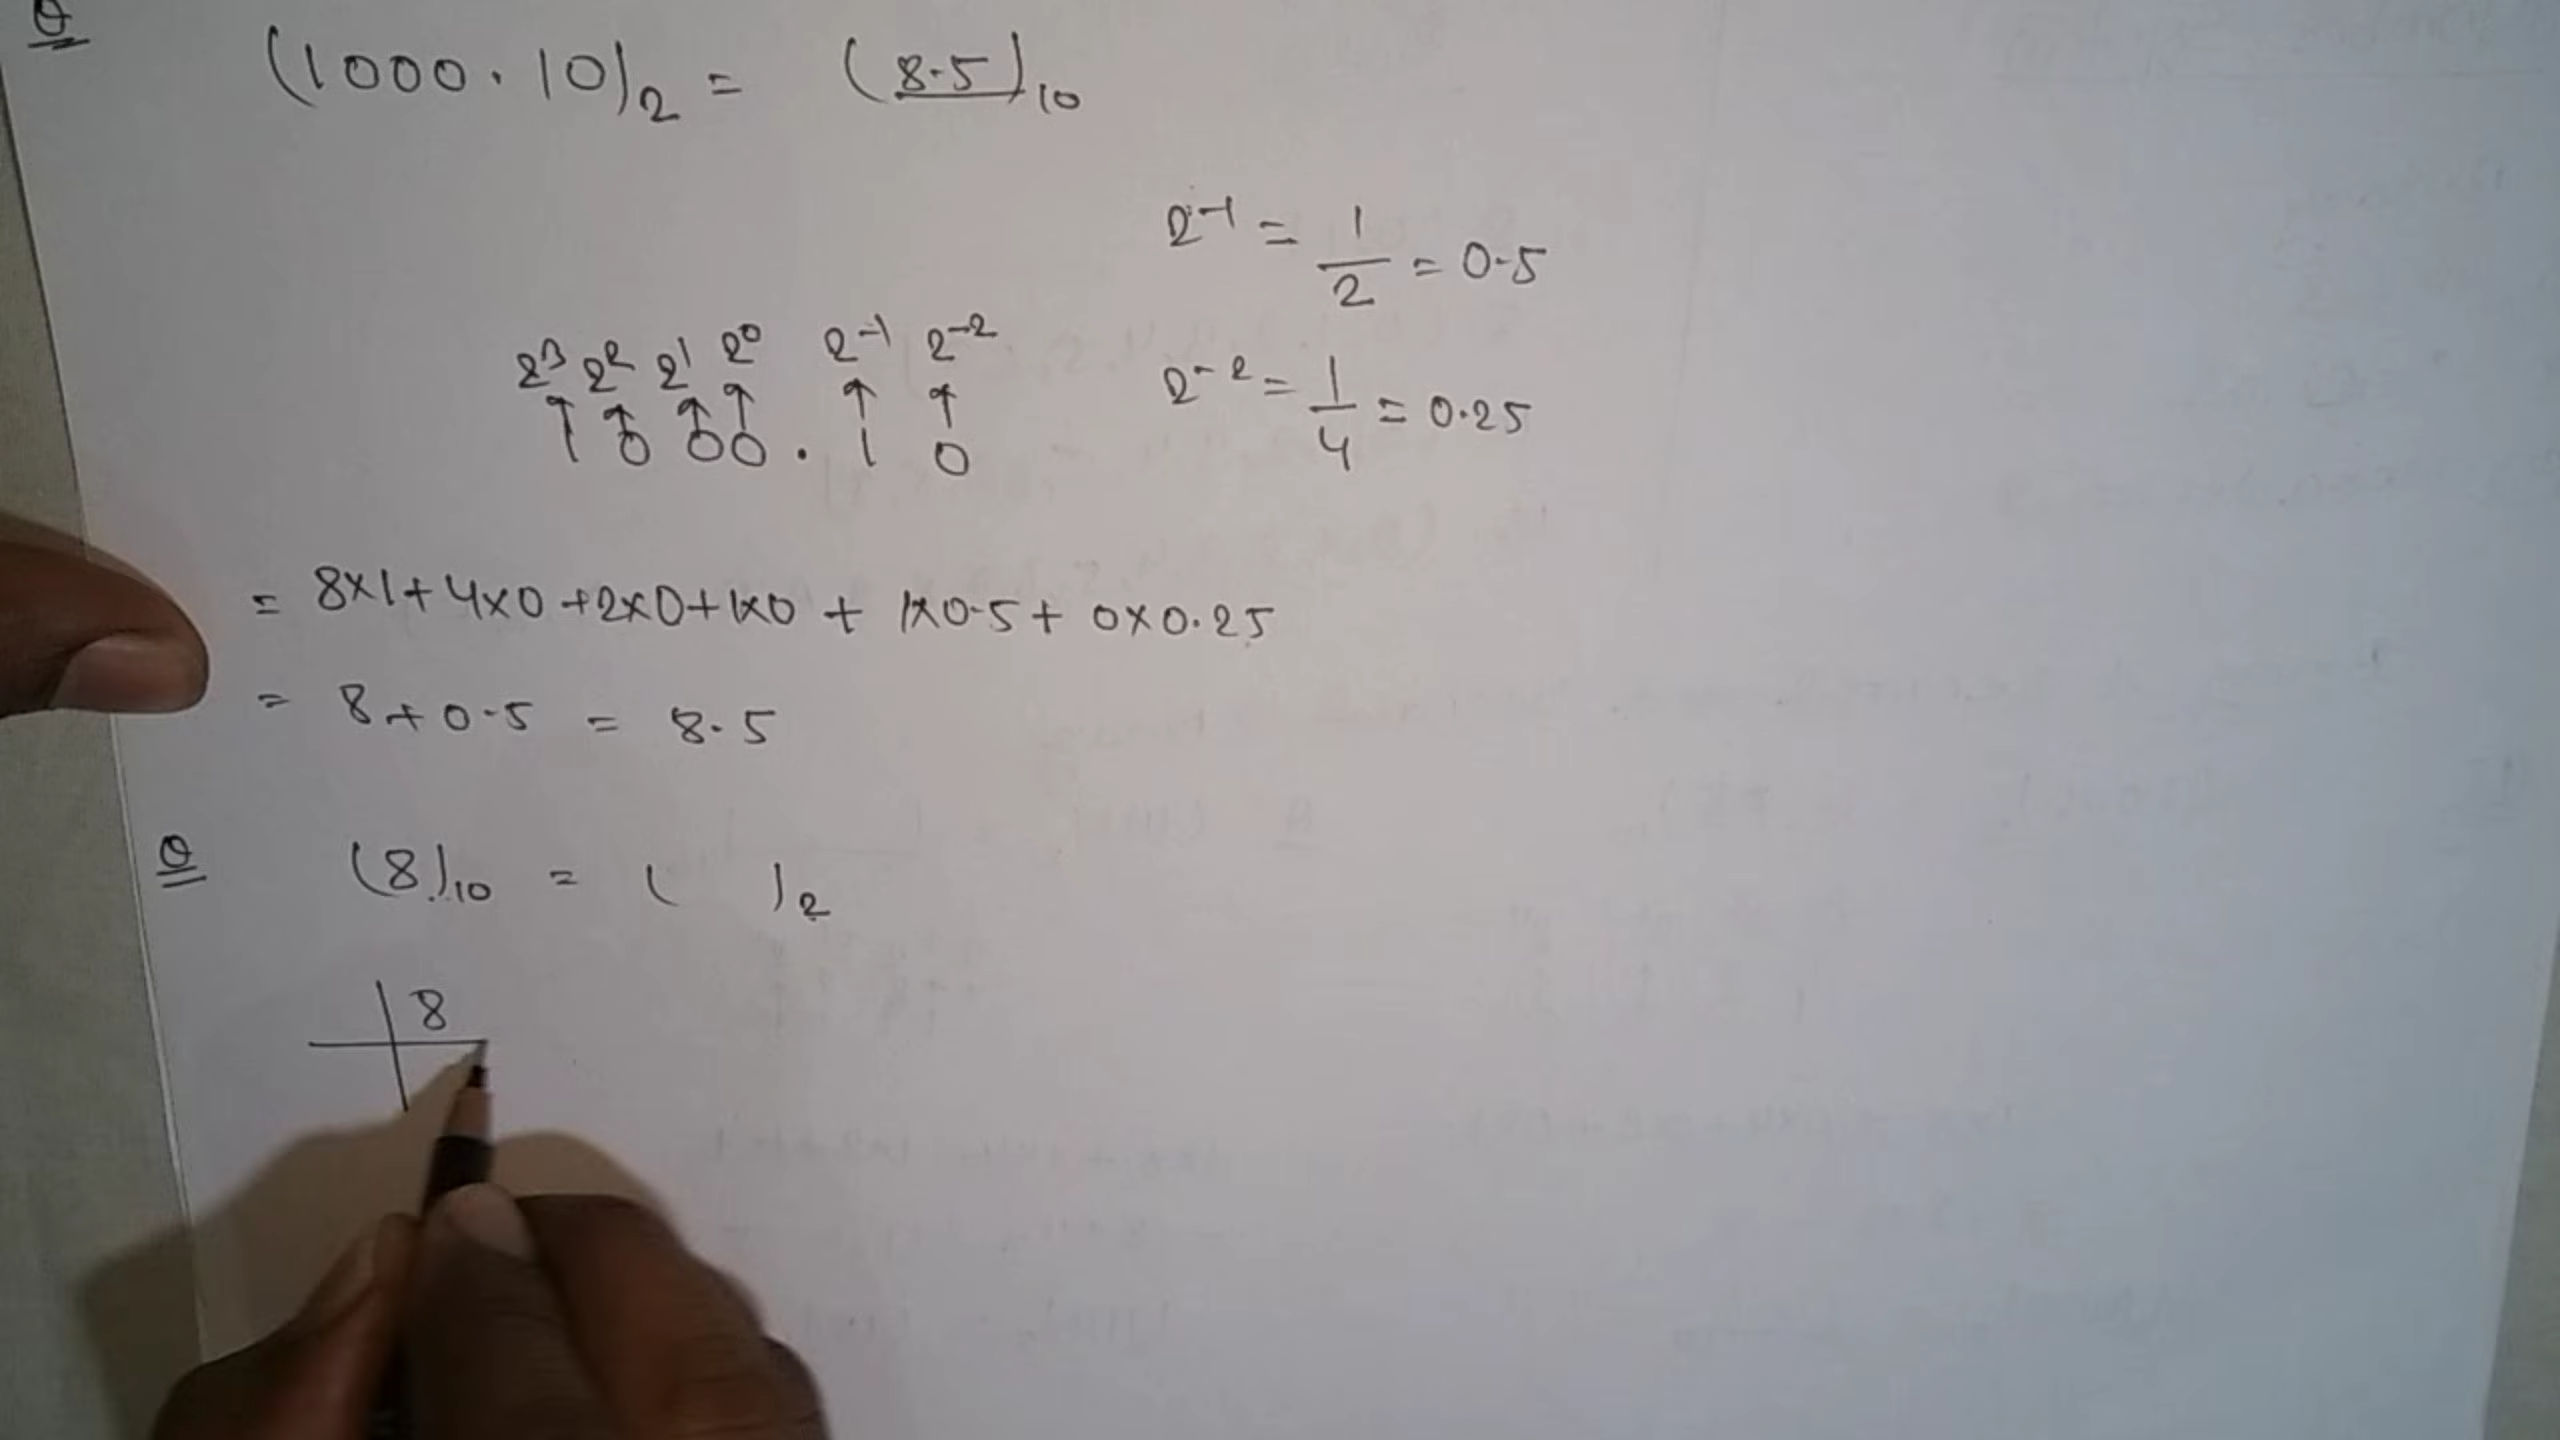 Q
(1000.10)₂ = (8.5)₁₀
2⁻¹ = 1/2 = 0.5
2³ 2² 2¹ 2⁰ 2⁻¹ 2⁻²
2⁻² = 1/4 = 0.25
1 0 0 0 . 1 0
= 8×1+4×0+2×0+1×0 + 1×0.5+ 0×0.25
= 8+0.5 = 8.5
Q (8)₁₀ = ( )₂
8